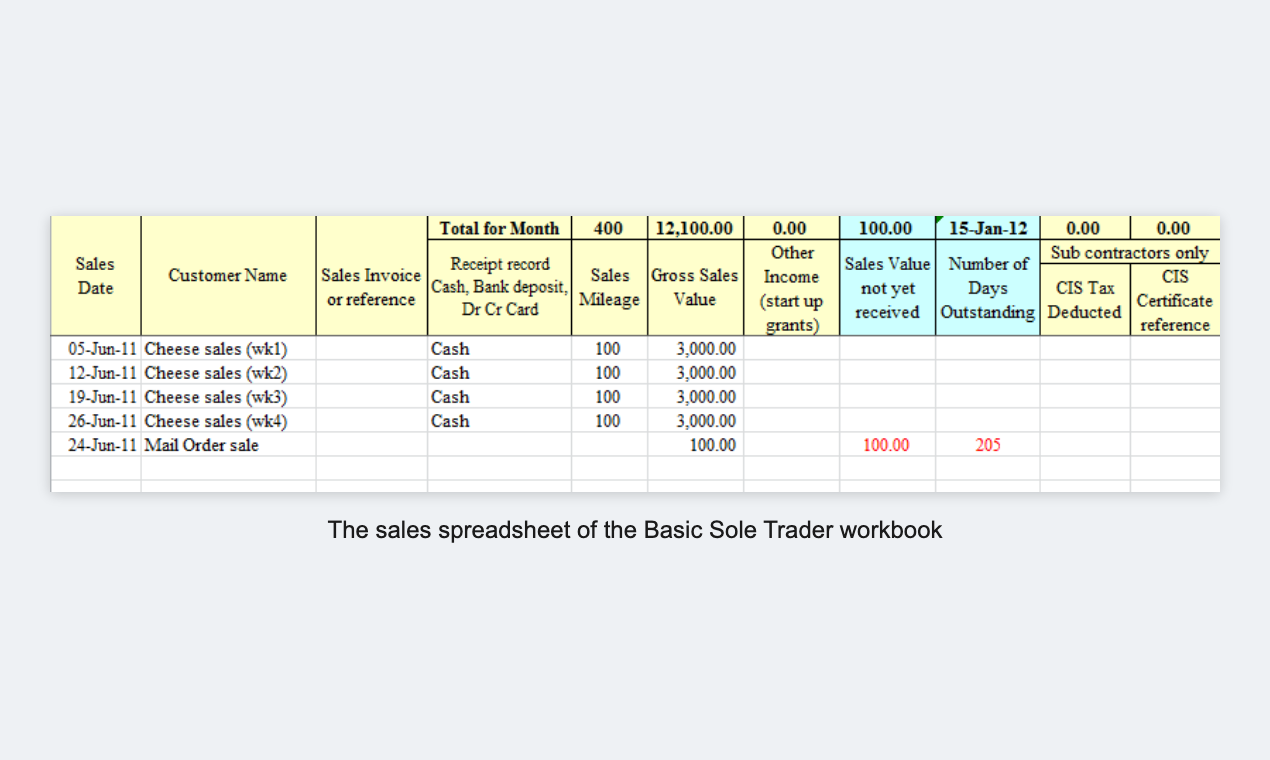 Total for Month 400 12,100.00 0.00 100.00 15-Jan-12 0.00 0.00
Sales Date
Customer Name
Sales Invoice or reference
Receipt record Cash, Bank deposit, Dr Cr Card
Sales Mileage
Gross Sales Value
Other Income (start up grants)
Sales Value not yet received
Number of Days Outstanding
Sub contractors only
CIS Tax Deducted
CIS Certificate reference
05-Jun-11 Cheese sales (wk1) Cash 100 3,000.00
12-Jun-11 Cheese sales (wk2) Cash 100 3,000.00
19-Jun-11 Cheese sales (wk3) Cash 100 3,000.00
26-Jun-11 Cheese sales (wk4) Cash 100 3,000.00
24-Jun-11 Mail Order sale 100.00 100.00 205
The sales spreadsheet of the Basic Sole Trader workbook